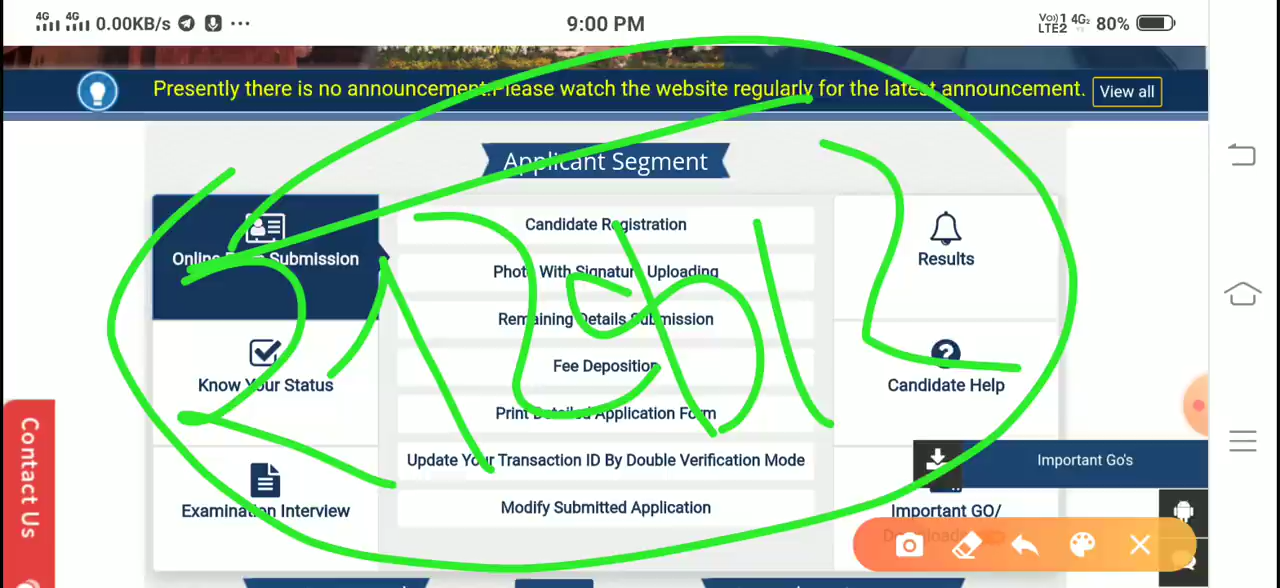 4G 4G 0.00KB/s 9:00 PM Vo))1 4G2 LTE2 80%
Presently there is no announcement.Please watch the website regularly for the latest announcement. View all
Applicant Segment
Online Form Submission
Know Your Status
Examination Interview
Candidate Registration
Photo With Signature Uploading
Remaining Details Submission
Fee Deposition
Print Detailed Application Form
Update Your Transaction ID By Double Verification Mode
Modify Submitted Application
Results
Candidate Help
Important GO/
Important Go's
Contact Us